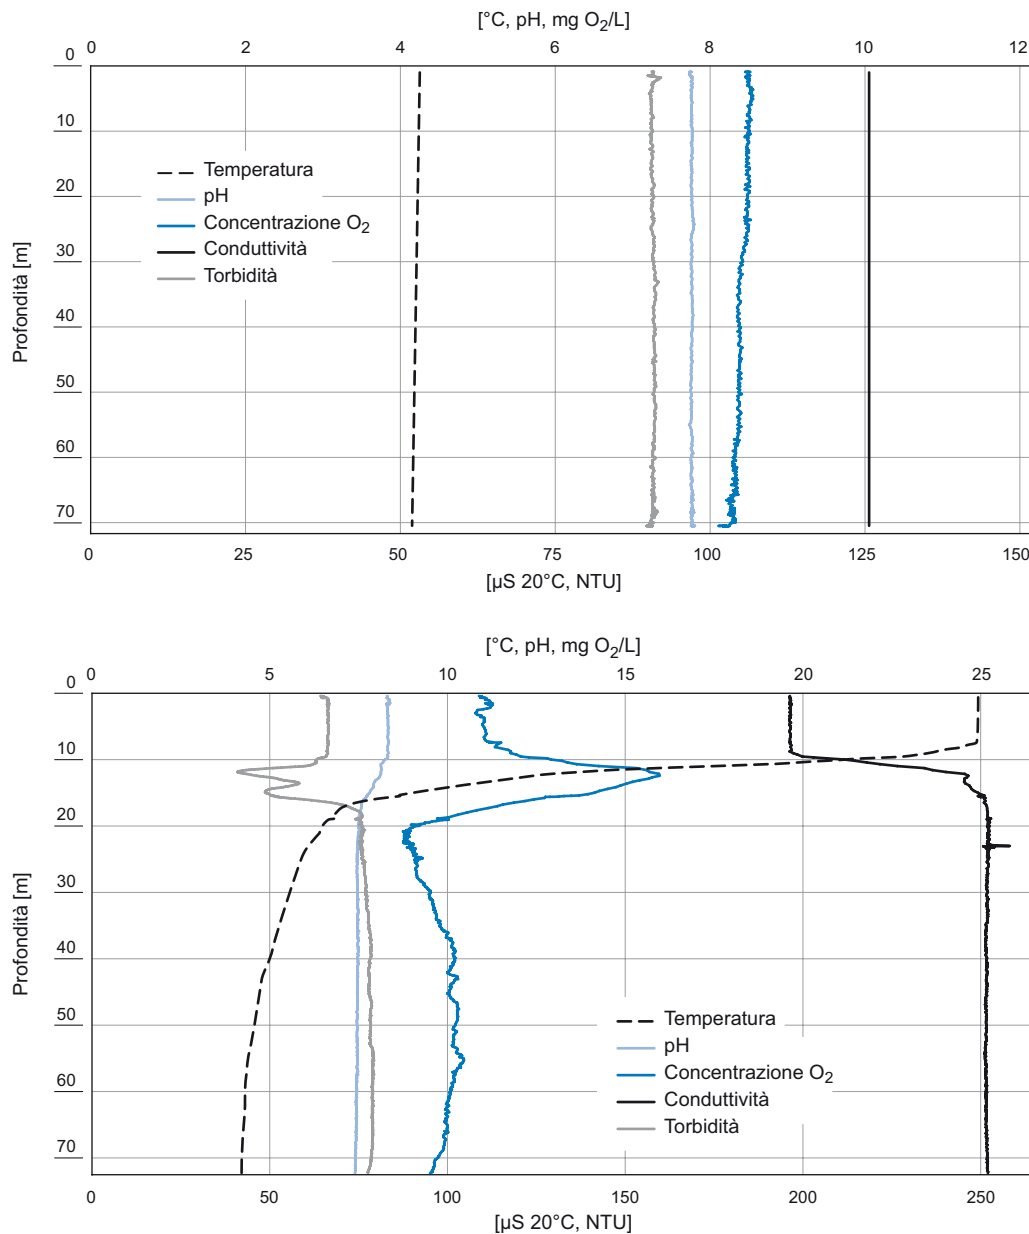 [°C, pH, mg O₂/L]
0 2 4 6 7 8 10 12
0
10
20
30
40
50
60
70
Profondità [m]
Temperatura
pH
Concentrazione O₂
Conduttività
Torbidità
0 25 50 75 100 125 150
[µS 20°C, NTU]
[°C, pH, mg O₂/L]
0 5 10 15 20 25
0
10
20
30
40
50
60
70
Profondità [m]
Temperatura
pH
Concentrazione O₂
Conduttività
Torbidità
0 50 100 150 200 250
[µS 20°C, NTU]